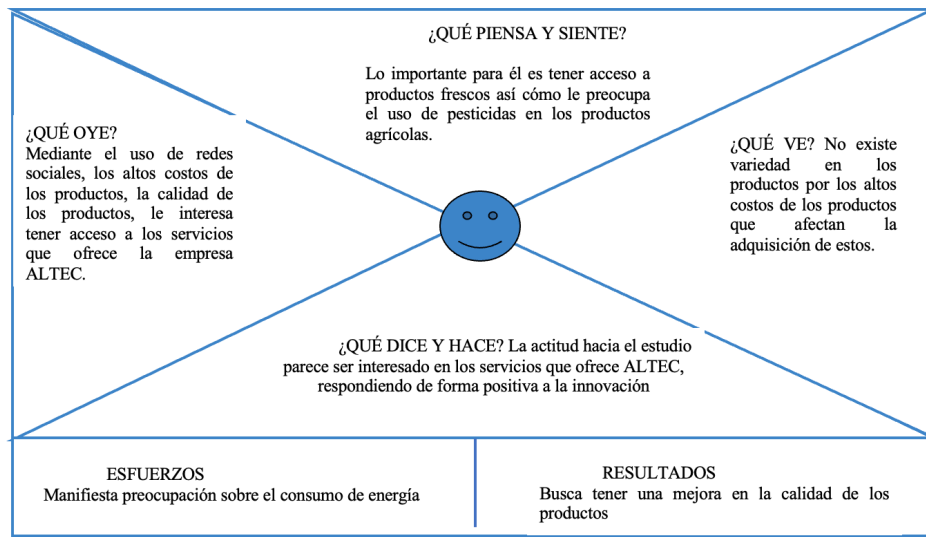 ¿QUÉ PIENSA Y SIENTE?
Lo importante para él es tener acceso a
productos frescos así cómo le preocupa
el uso de pesticidas en los productos
agrícolas.
¿QUÉ OYE?
Mediante el uso de redes
sociales, los altos costos de
los productos, la calidad de
los productos, le interesa
tener acceso a los servicios
que ofrece la empresa
ALTEC.
¿QUÉ VE? No existe
variedad en los
productos por los altos
costos de los productos
que afectan la
adquisición de estos.
¿QUÉ DICE Y HACE? La actitud hacia el estudio
parece ser interesado en los servicios que ofrece ALTEC,
respondiendo de forma positiva a la innovación
ESFUERZOS
Manifiesta preocupación sobre el consumo de energía
RESULTADOS
Busca tener una mejora en la calidad de los
productos